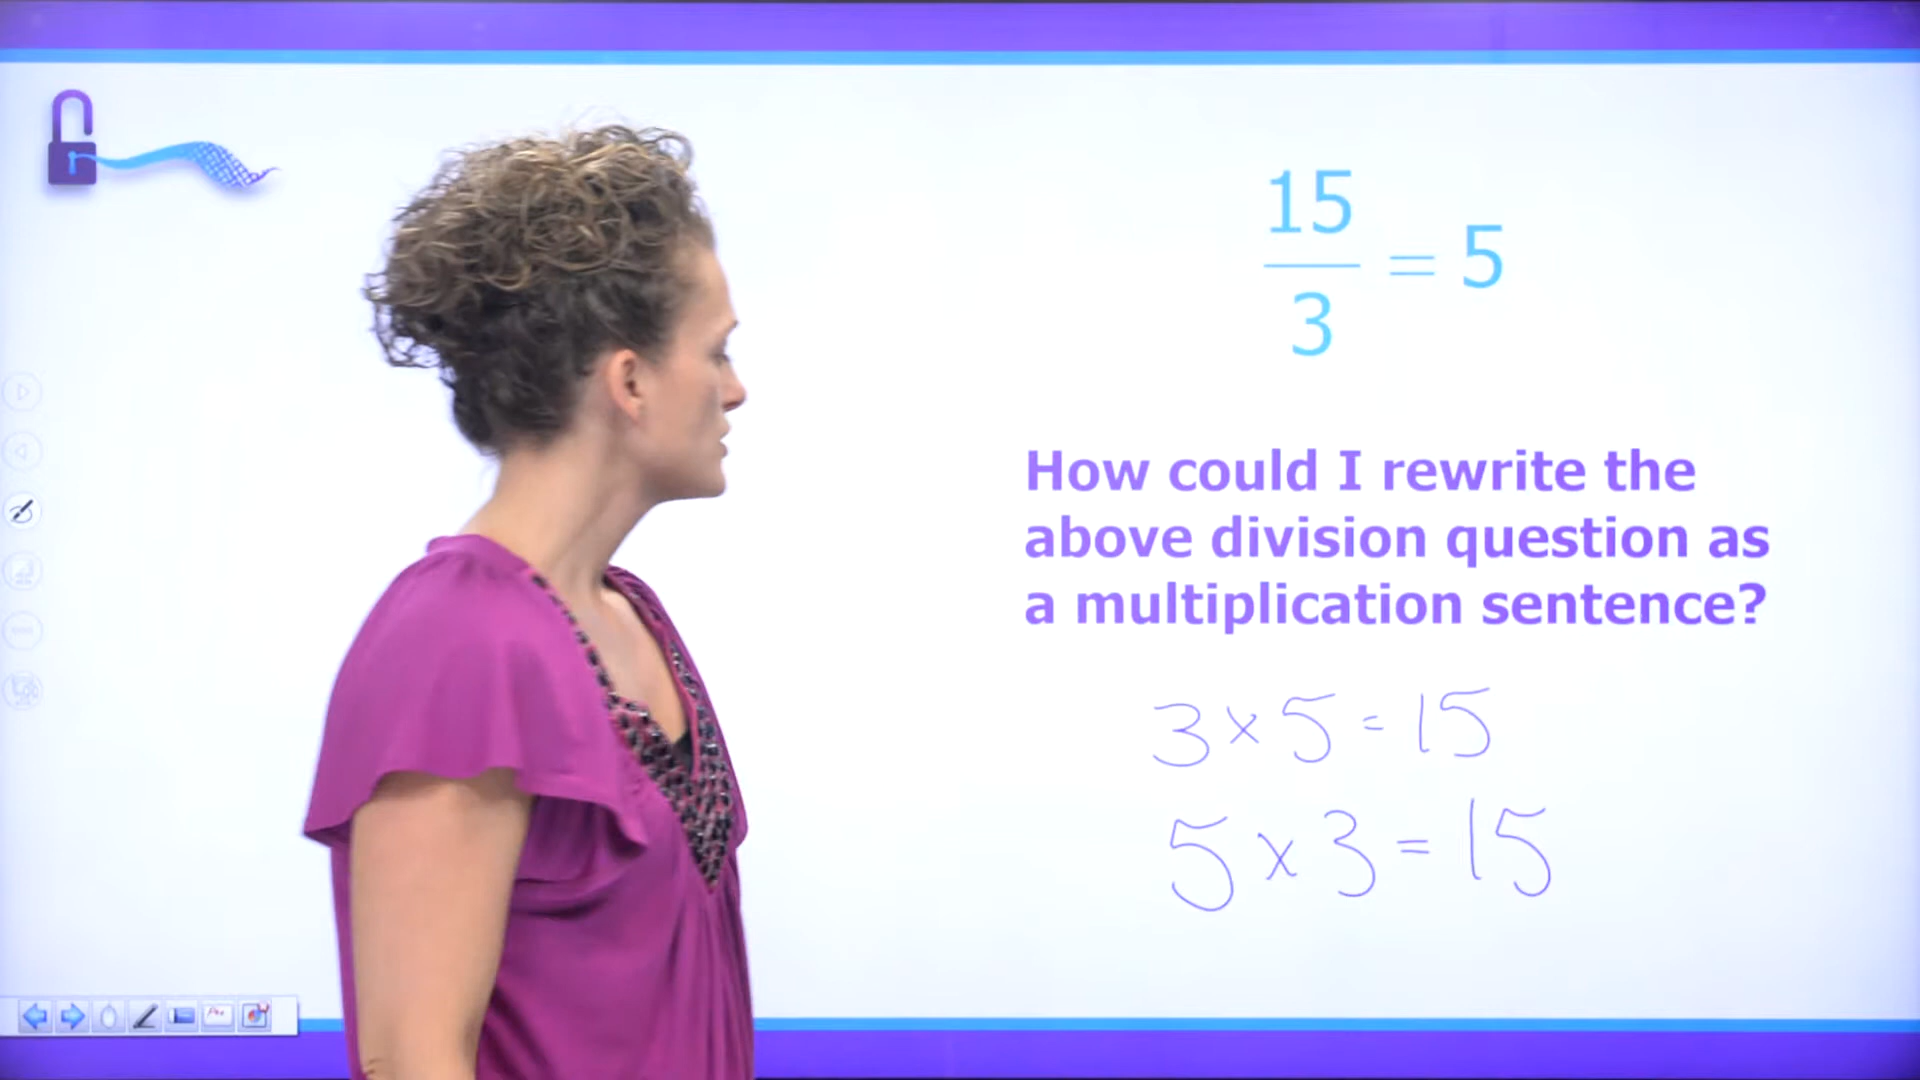 15
3
= 5
How could I rewrite the
above division question as
a multiplication sentence?
3 × 5 = 15
5 × 3 = 15